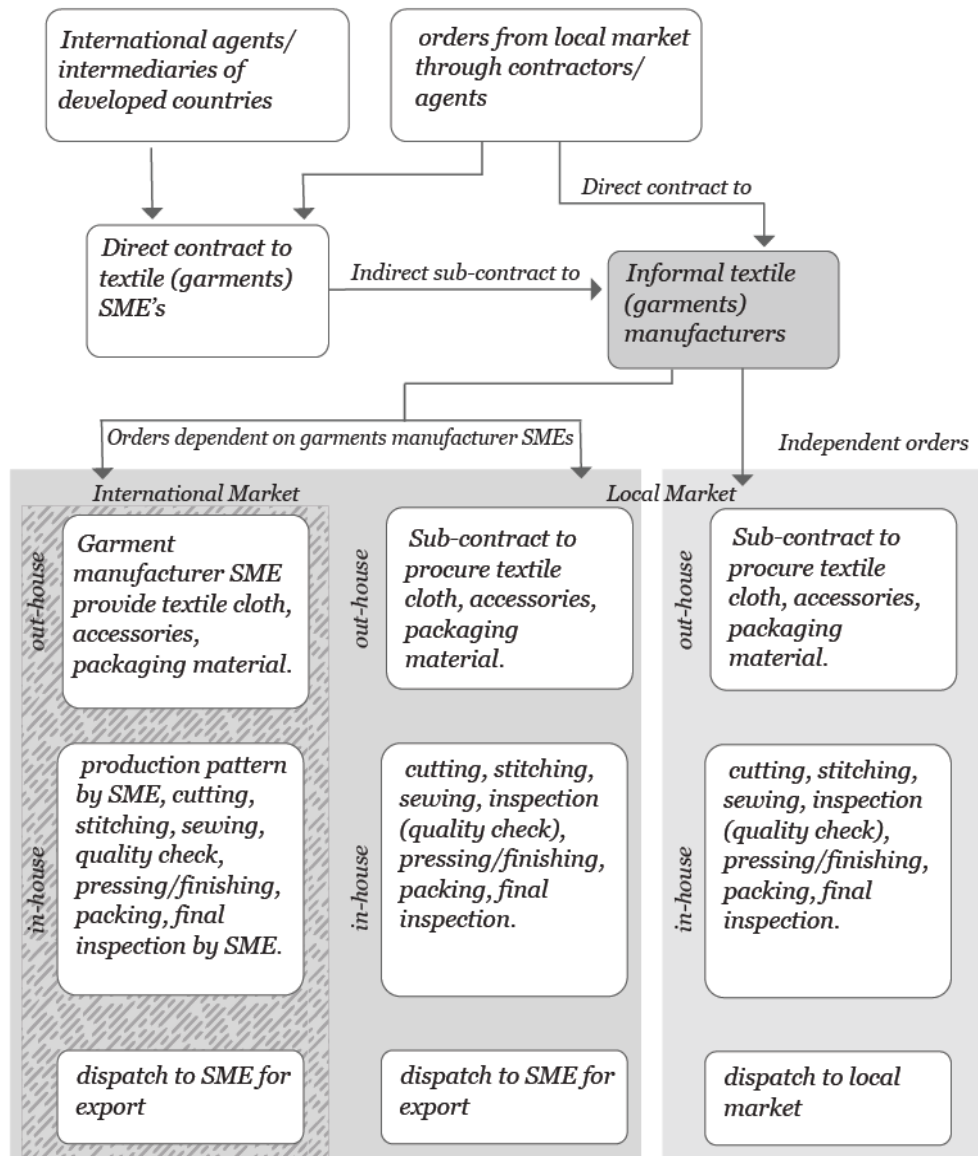 International agents/
intermediaries of
developed countries
orders from local market
through contractors/
agents
Direct contract to
Direct contract to
textile (garments)
SME's
Indirect sub-contract to
Informal textile
(garments)
manufacturers
Orders dependent on garments manufacturer SMEs
Independent orders
International Market
Local Market
out-house
Garment
manufacturer SME
provide textile cloth,
accessories,
packaging material.
out-house
Sub-contract to
procure textile
cloth, accessories,
packaging
material.
out-house
Sub-contract to
procure textile
cloth, accessories,
packaging
material.
in-house
production pattern
by SME, cutting,
stitching, sewing,
quality check,
pressing/finishing,
packing, final
inspection by SME.
in-house
cutting, stitching,
sewing, inspection
(quality check),
pressing/finishing,
packing, final
inspection.
in-house
cutting, stitching,
sewing, inspection
(quality check),
pressing/finishing,
packing, final
inspection.
dispatch to SME for
export
dispatch to SME for
export
dispatch to local
market